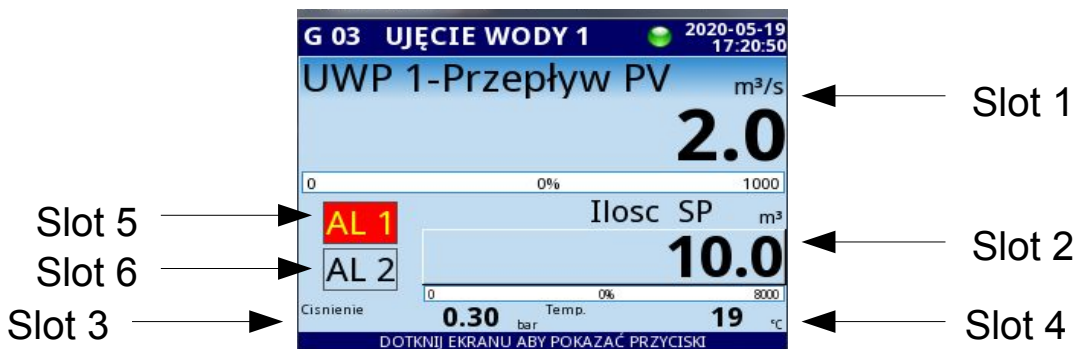 G 03 UJĘCIE WODY 1
2020-05-19
17:20:50
UWP 1-Przepływ PV m³/s
2.0
0 0% 1000
Slot 1
Slot 5
AL 1
Ilosc SP m³
10.0
Slot 2
Slot 6
AL 2
0 0% 8000
Slot 3
Cisnienie 0.30 bar Temp. 19 °C
Slot 4
DOTKNIJ EKRANU ABY POKAZAĆ PRZYCISKI